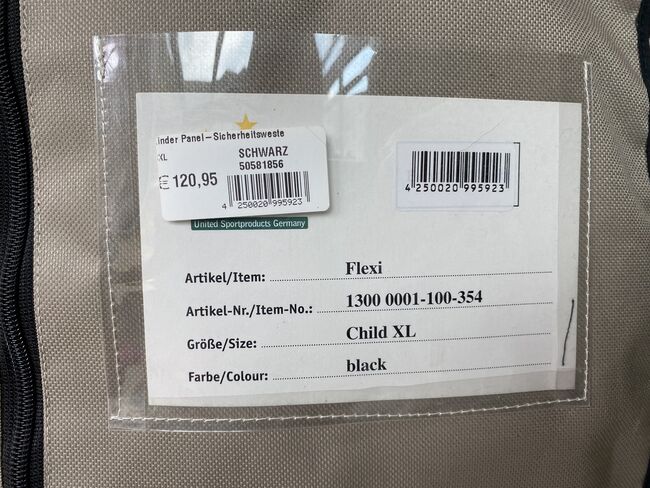 inder Panel – Sicherheitsweste
XL
SCHWARZ
50581856
€ 120,95
4 250020 995923
4 250020 995923
United Sportproducts Germany
Artikel/Item: Flexi
Artikel-Nr./Item-No.: 1300 0001-100-354
Größe/Size: Child XL
Farbe/Colour: black